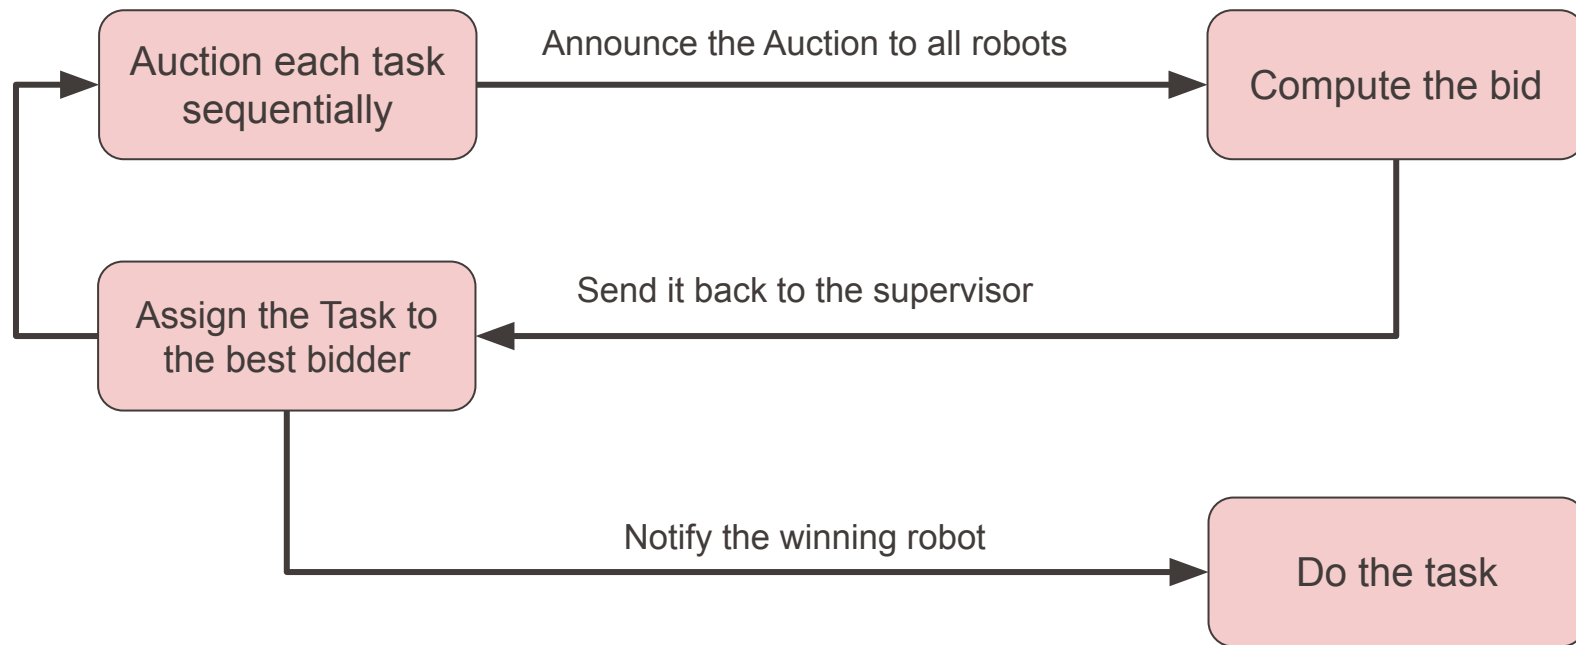 Auction each task
sequentially
Announce the Auction to all robots
Compute the bid
Send it back to the supervisor
Assign the Task to
the best bidder
Notify the winning robot
Do the task